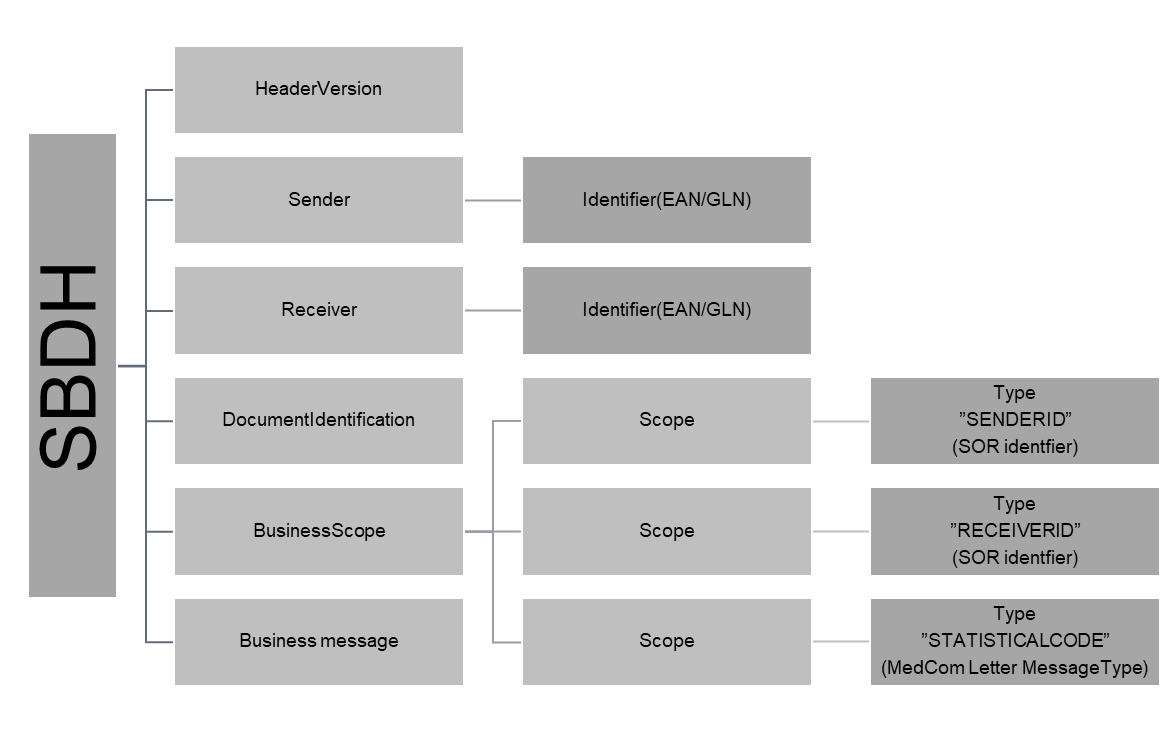 SBDH
HeaderVersion
Sender
Identifier(EAN/GLN)
Receiver
Identifier(EAN/GLN)
DocumentIdentification
Scope
Type
”SENDERID”
(SOR identfier)
BusinessScope
Scope
Type
”RECEIVERID”
(SOR identfier)
Business message
Scope
Type
”STATISTICALCODE”
(MedCom Letter MessageType)